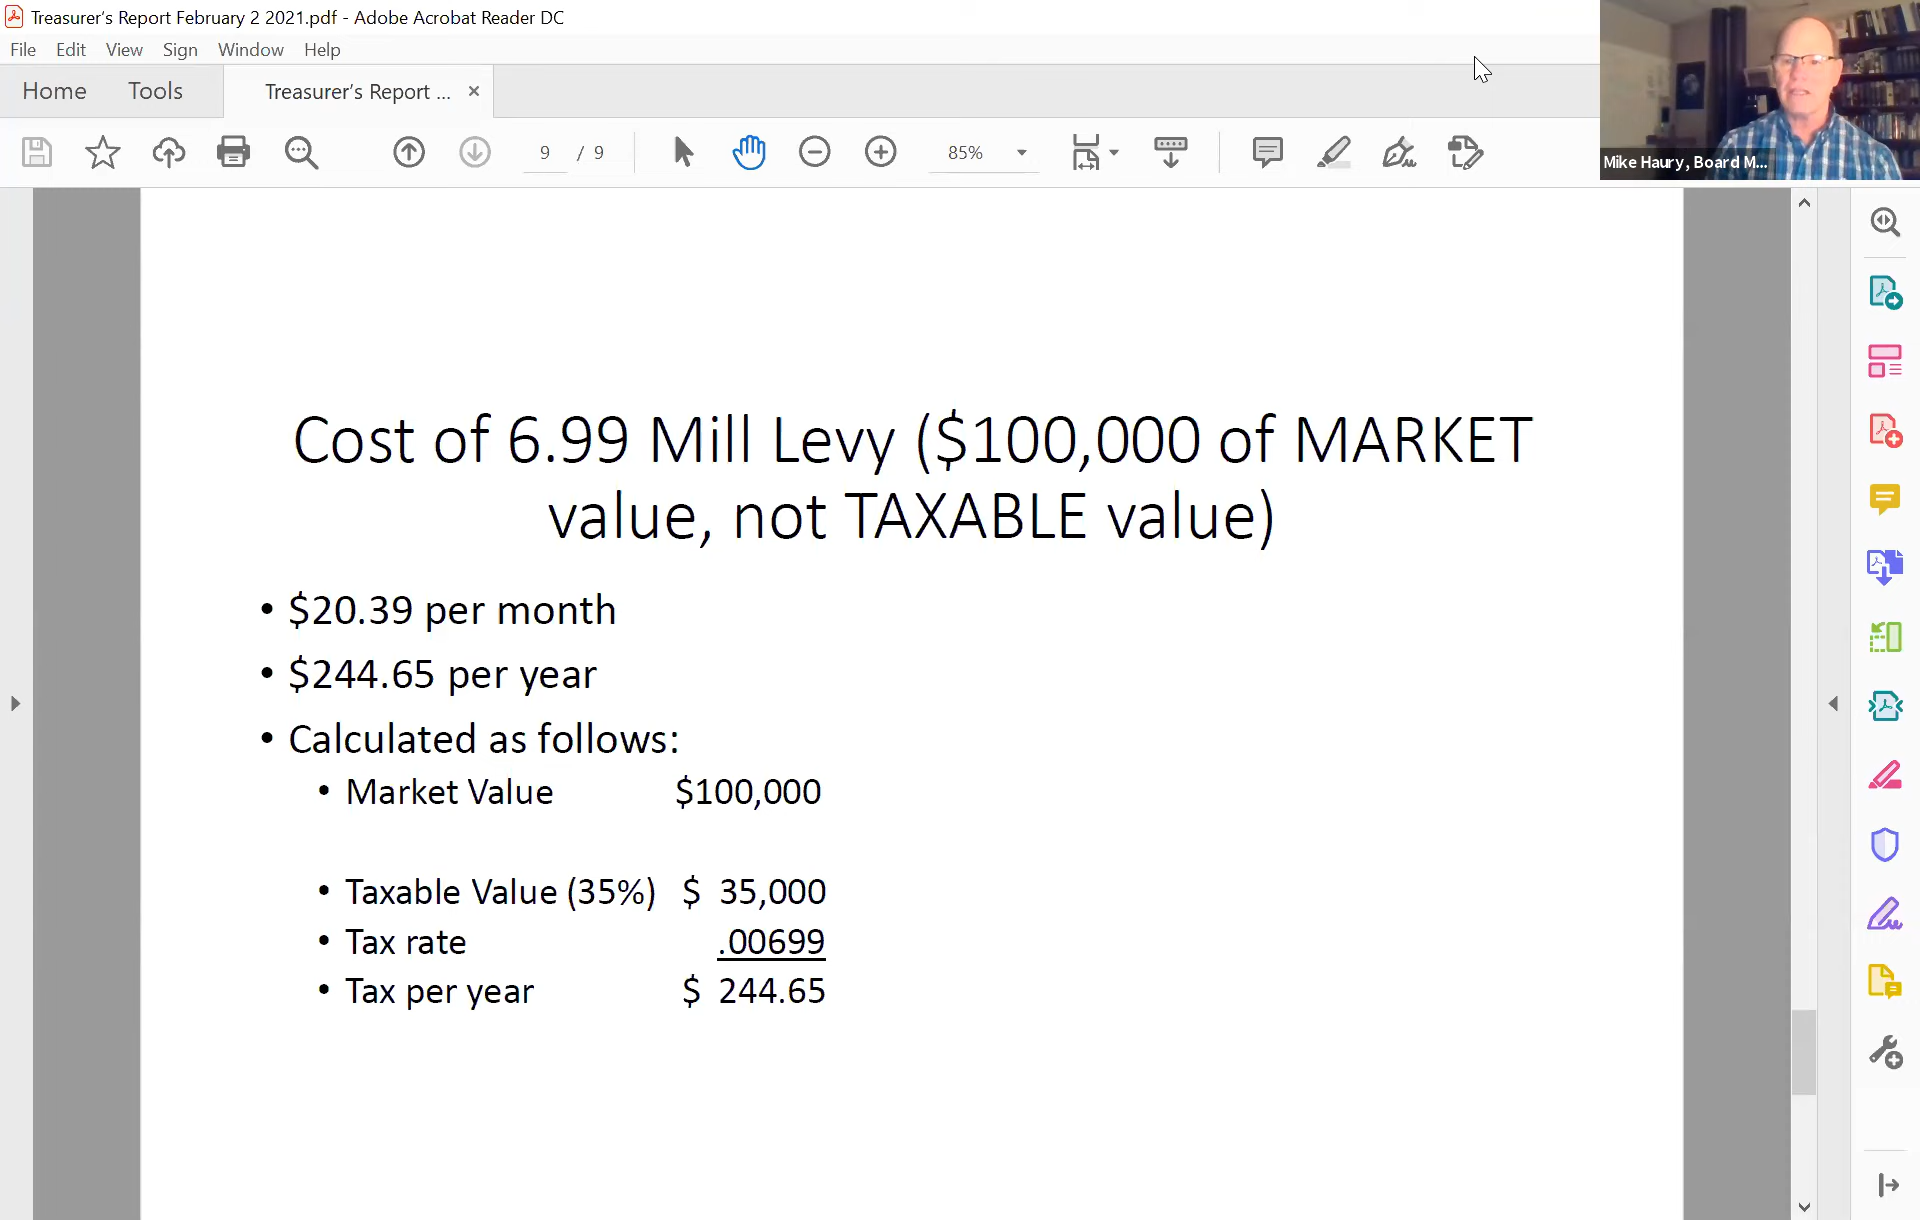 Treasurer's Report February 2 2021.pdf - Adobe Acrobat Reader DC
File Edit View Sign Window Help
Home Tools Treasurer's Report ... ×
9 / 9 85%
Mike Haury, Board M...
Cost of 6.99 Mill Levy ($100,000 of MARKET
value, not TAXABLE value)
• $20.39 per month
• $244.65 per year
• Calculated as follows:
• Market Value $100,000
• Taxable Value (35%) $ 35,000
• Tax rate .00699
• Tax per year $ 244.65